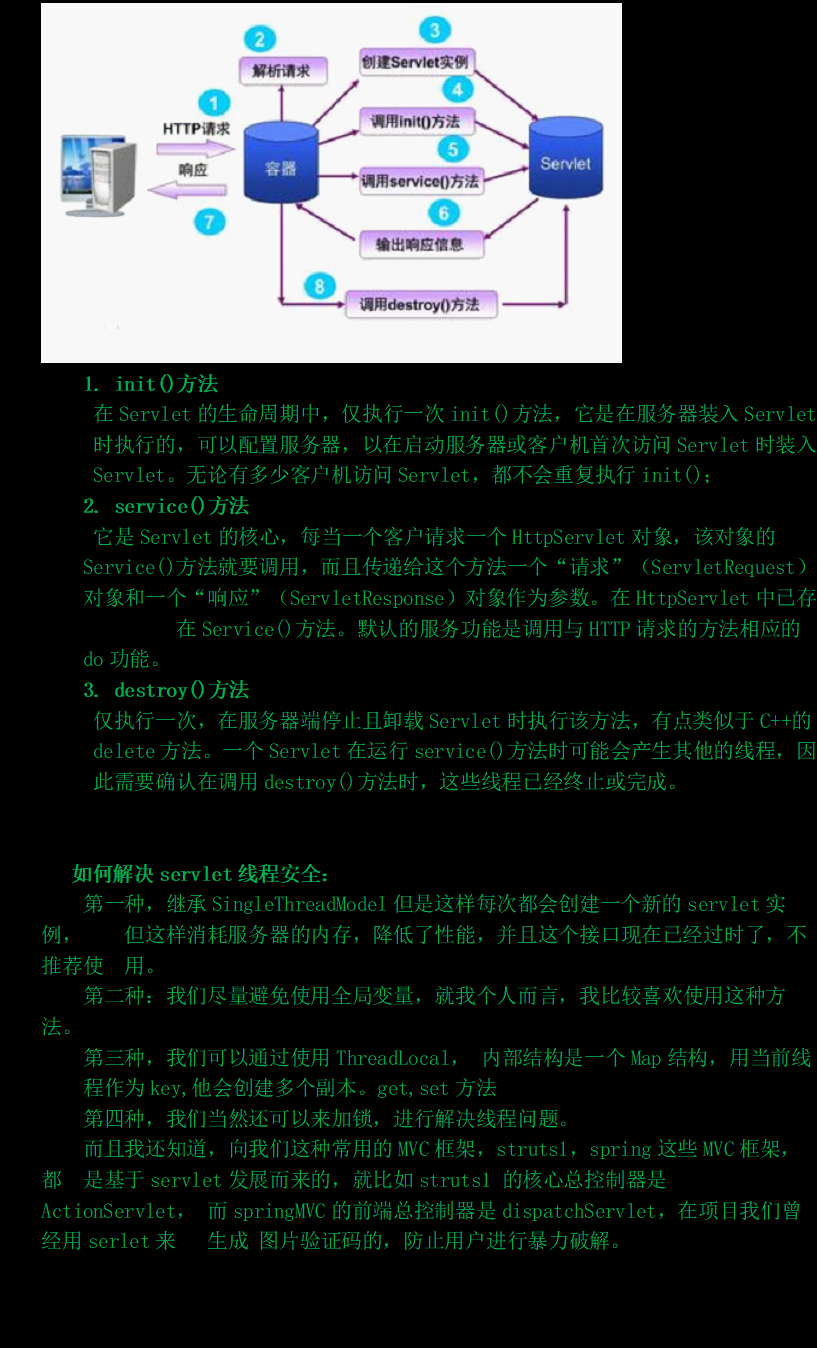 2
3
解析请求
创建Servlet实例
4
1
调用init()方法
HTTP请求
5
容器
Servlet
响应
调用service()方法
6
7
输出响应信息
8
调用destroy()方法
1. init()方法
在 Servlet 的生命周期中，仅执行一次 init()方法，它是在服务器装入 Servlet
时执行的，可以配置服务器，以在启动服务器或客户机首次访问 Servlet 时装入
Servlet。无论有多少客户机访问 Servlet，都不会重复执行 init()；
2. service()方法
它是 Servlet 的核心，每当一个客户请求一个 HttpServlet 对象，该对象的
Service()方法就要调用，而且传递给这个方法一个“请求”（ServletRequest）
对象和一个“响应”（ServletResponse）对象作为参数。在 HttpServlet 中已存
在 Service()方法。默认的服务功能是调用与 HTTP 请求的方法相应的
do 功能。
3. destroy()方法
仅执行一次，在服务器端停止且卸载 Servlet 时执行该方法，有点类似于 C++的
delete 方法。一个 Servlet 在运行 service()方法时可能会产生其他的线程，因
此需要确认在调用 destroy()方法时，这些线程已经终止或完成。
如何解决 servlet 线程安全：
第一种，继承 SingleThreadModel 但是这样每次都会创建一个新的 servlet 实
例， 但这样消耗服务器的内存，降低了性能，并且这个接口现在已经过时了，不
推荐使 用。
第二种：我们尽量避免使用全局变量，就我个人而言，我比较喜欢使用这种方
法。
第三种，我们可以通过使用 ThreadLocal， 内部结构是一个 Map 结构，用当前线
程作为 key,他会创建多个副本。get,set 方法
第四种，我们当然还可以来加锁，进行解决线程问题。
而且我还知道，向我们这种常用的 MVC 框架，struts1，spring 这些 MVC 框架，
都 是基于 servlet 发展而来的，就比如 struts1 的核心总控制器是
ActionServlet， 而 springMVC 的前端总控制器是 dispatchServlet，在项目我们曾
经用 serlet 来 生成 图片验证码的，防止用户进行暴力破解。